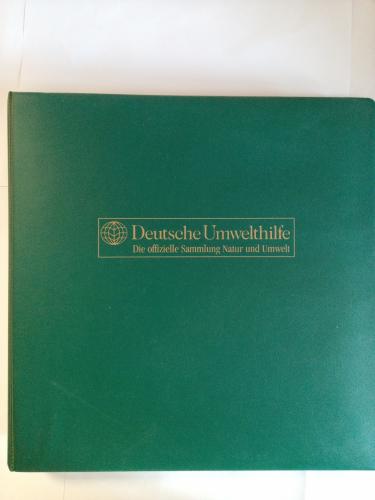 Deutsche Umwelthilfe
Die offizielle Sammlung Natur und Umwelt